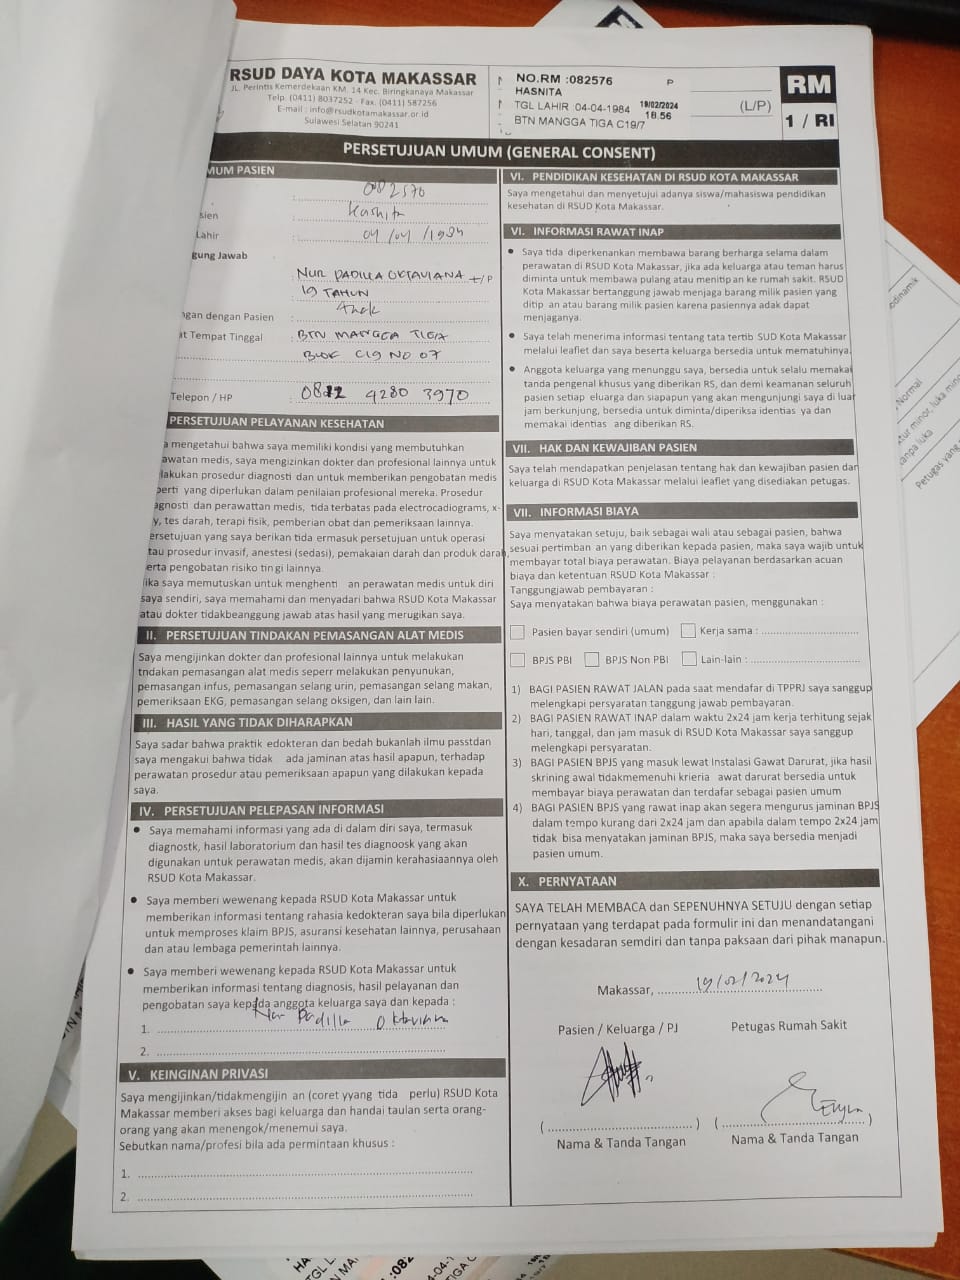 RSUD DAYA KOTA MAKASSAR
JL. Perintis Kemerdekaan KM. 14 Kec. Biringkanaya Makassar
Telp. (0411) 8037252 - Fax. (0411) 587256
E-mail : info@rsudkotamakassar.or.id
Sulawesi Selatan 90241
NO.RM :082576 P
HASNITA
TGL LAHIR :04-04-1984 19/02/2024
18.56
BTN MANGGA TIGA C19/7
(L/P)
RM
1 / RI
PERSETUJUAN UMUM (GENERAL CONSENT)
MUM PASIEN
: 082576
sien : Hasnita
Lahir : 04 / 04 / 1984
gung Jawab
: NUR PADILLA OKTAVIANA +/P
19 TAHUN
ngan dengan Pasien : Anak
at Tempat Tinggal : BTN MANGGA TIGA
BLOK C19 NO 07
Telepon / HP : 0812 4280 3970
PERSETUJUAN PELAYANAN KESEHATAN
a mengetahui bahwa saya memiliki kondisi yang membutuhkan
awatan medis, saya mengizinkan dokter dan profesional lainnya untuk
lakukan prosedur diagnosti dan untuk memberikan pengobatan medis
perti yang diperlukan dalam penilaian profesional mereka. Prosedur
agnosti dan perawattan medis, tida terbatas pada electrocadiograms, x-
y, tes darah, terapi fisik, pemberian obat dan pemeriksaan lainnya.
ersetujuan yang saya berikan tida ermasuk persetujuan untuk operasi
tau prosedur invasif, anestesi (sedasi), pemakaian darah dan produk darah,
erta pengobatan risiko tin gi lainnya.
ika saya memutuskan untuk menghenti an perawatan medis untuk diri
saya sendiri, saya memahami dan menyadari bahwa RSUD Kota Makassar
atau dokter tidakbeanggung jawab atas hasil yang merugikan saya.
II. PERSETUJUAN TINDAKAN PEMASANGAN ALAT MEDIS
Saya mengijinkan dokter dan profesional lainnya untuk melakukan
tndakan pemasangan alat medis seperr melakukan penyunukan,
pemasangan infus, pemasangan selang urin, pemasangan selang makan,
pemeriksaan EKG, pemasangan selang oksigen, dan lain lain.
III. HASIL YANG TIDAK DIHARAPKAN
Saya sadar bahwa praktik edokteran dan bedah bukanlah ilmu passtdan
saya mengakui bahwa tidak ada jaminan atas hasil apapun, terhadap
perawatan prosedur atau pemeriksaan apapun yang dilakukan kepada
saya.
IV. PERSETUJUAN PELEPASAN INFORMASI
• Saya memahami informasi yang ada di dalam diri saya, termasuk
diagnostk, hasil laboratorium dan hasil tes diagnoosk yang akan
digunakan untuk perawatan medis, akan dijamin kerahasiaannya oleh
RSUD Kota Makassar.
• Saya memberi wewenang kepada RSUD Kota Makassar untuk
memberikan informasi tentang rahasia kedokteran saya bila diperlukan
untuk memproses klaim BPJS, asuransi kesehatan lainnya, perusahaan
dan atau lembaga pemerintah lainnya.
• Saya memberi wewenang kepada RSUD Kota Makassar untuk
memberikan informasi tentang diagnosis, hasil pelayanan dan
pengobatan saya kepada anggota keluarga saya dan kepada :
1. Nur Padilla Oktaviana
2.
V. KEINGINAN PRIVASI
Saya mengijinkan/tidakmengijin an (coret yyang tida perlu) RSUD Kota
Makassar memberi akses bagi keluarga dan handai taulan serta orang-
orang yang akan menengok/menemui saya.
Sebutkan nama/profesi bila ada permintaan khusus :
1.
2.
VI. PENDIDIKAN KESEHATAN DI RSUD KOTA MAKASSAR
Saya mengetahui dan menyetujui adanya siswa/mahasiswa pendidikan
kesehatan di RSUD Kota Makassar.
VI. INFORMASI RAWAT INAP
• Saya tida diperkenankan membawa barang berharga selama dalam
perawatan di RSUD Kota Makassar, jika ada keluarga atau teman harus
diminta untuk membawa pulang atau menitip an ke rumah sakit. RSUD
Kota Makassar bertanggung jawab menjaga barang milik pasien yang
ditip an atau barang milik pasien karena pasiennya adak dapat
menjaganya.
• Saya telah menerima informasi tentang tata tertib SUD Kota Makassar
melalui leaflet dan saya beserta keluarga bersedia untuk mematuhinya.
• Anggota keluarga yang menunggu saya, bersedia untuk selalu memakai
tanda pengenal khusus yang diberikan RS, dan demi keamanan seluruh
pasien setiap eluarga dan siapapun yang akan mengunjungi saya di luar
jam berkunjung, bersedia untuk diminta/diperiksa identias ya dan
memakai identias ang diberikan RS.
VII. HAK DAN KEWAJIBAN PASIEN
Saya telah mendapatkan penjelasan tentang hak dan kewajiban pasien dan
keluarga di RSUD Kota Makassar melalui leaflet yang disediakan petugas.
VII. INFORMASI BIAYA
Saya menyatakan setuju, baik sebagai wali atau sebagai pasien, bahwa
sesuai pertimban an yang diberikan kepada pasien, maka saya wajib untuk
membayar total biaya perawatan. Biaya pelayanan berdasarkan acuan
biaya dan ketentuan RSUD Kota Makassar :
Tanggungjawab pembayaran :
Saya menyatakan bahwa biaya perawatan pasien, menggunakan :
Pasien bayar sendiri (umum) Kerja sama :
BPJS PBI BPJS Non PBI Lain-lain :
1) BAGI PASIEN RAWAT JALAN pada saat mendafar di TPPRJ saya sanggup
melengkapi persyaratan tanggung jawab pembayaran.
2) BAGI PASIEN RAWAT INAP dalam waktu 2x24 jam kerja terhitung sejak
hari, tanggal, dan jam masuk di RSUD Kota Makassar saya sanggup
melengkapi persyaratan.
3) BAGI PASIEN BPJS yang masuk lewat Instalasi Gawat Darurat, jika hasil
skrining awal tidakmemenuhi krieria awat darurat bersedia untuk
membayar biaya perawatan dan terdafar sebagai pasien umum
4) BAGI PASIEN BPJS yang rawat inap akan segera mengurus jaminan BPJS
dalam tempo kurang dari 2x24 jam dan apabila dalam tempo 2x24 jam
tidak bisa menyatakan jaminan BPJS, maka saya bersedia menjadi
pasien umum.
X. PERNYATAAN
SAYA TELAH MEMBACA dan SEPENUHNYA SETUJU dengan setiap
pernyataan yang terdapat pada formulir ini dan menandatangani
dengan kesadaran semdiri dan tanpa paksaan dari pihak manapun.
Makassar, 19/02/2024
Pasien / Keluarga / PJ Petugas Rumah Sakit
Nama & Tanda Tangan Nama & Tanda Tangan
odinamik
Normal
tur minor, luka mino
anpa luka
Petugas yang